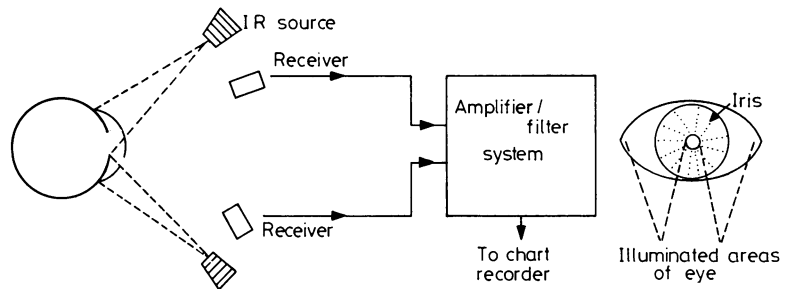 IR source
Receiver
Amplifier/
filter
system
Iris
Receiver
To chart
recorder
Illuminated areas
of eye